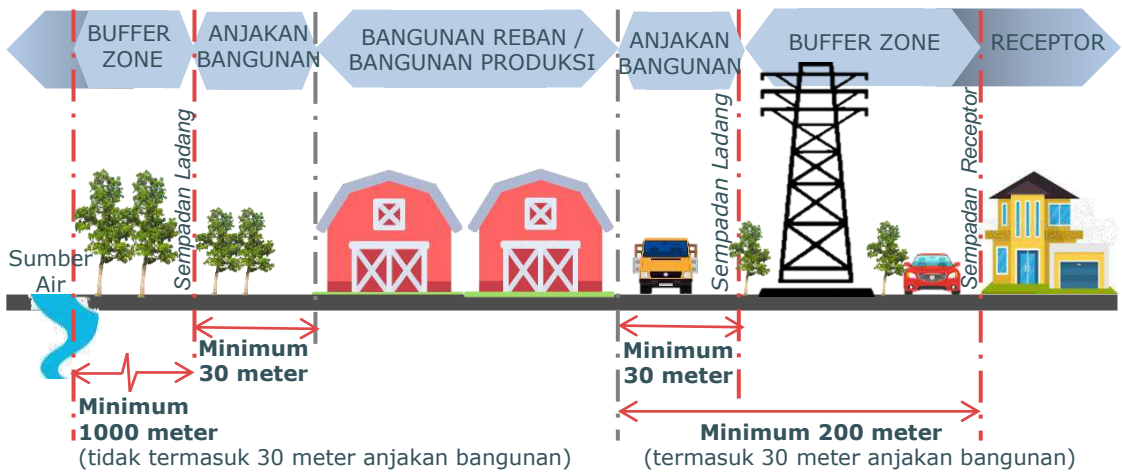 BUFFER
ZONE
ANJAKAN
BANGUNAN
BANGUNAN REBAN /
BANGUNAN PRODUKSI
ANJAKAN
BANGUNAN
BUFFER ZONE
RECEPTOR
Sempadan Ladang
Sempadan Ladang
Sempadan Receptor
Sumber
Air
Minimum
30 meter
Minimum
30 meter
Minimum
1000 meter
(tidak termasuk 30 meter anjakan bangunan)
Minimum 200 meter
(termasuk 30 meter anjakan bangunan)